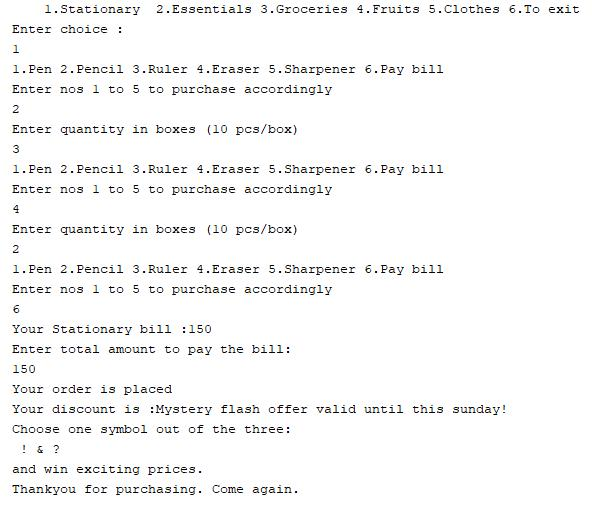 1.Stationary 2.Essentials 3.Groceries 4.Fruits 5.Clothes 6.To exit
Enter choice :
1
1.Pen 2.Pencil 3.Ruler 4.Eraser 5.Sharpener 6.Pay bill
Enter nos 1 to 5 to purchase accordingly
2
Enter quantity in boxes (10 pcs/box)
3
1.Pen 2.Pencil 3.Ruler 4.Eraser 5.Sharpener 6.Pay bill
Enter nos 1 to 5 to purchase accordingly
4
Enter quantity in boxes (10 pcs/box)
2
1.Pen 2.Pencil 3.Ruler 4.Eraser 5.Sharpener 6.Pay bill
Enter nos 1 to 5 to purchase accordingly
6
Your Stationary bill :150
Enter total amount to pay the bill:
150
Your order is placed
Your discount is :Mystery flash offer valid until this sunday!
Choose one symbol out of the three:
! & ?
and win exciting prices.
Thankyou for purchasing. Come again.